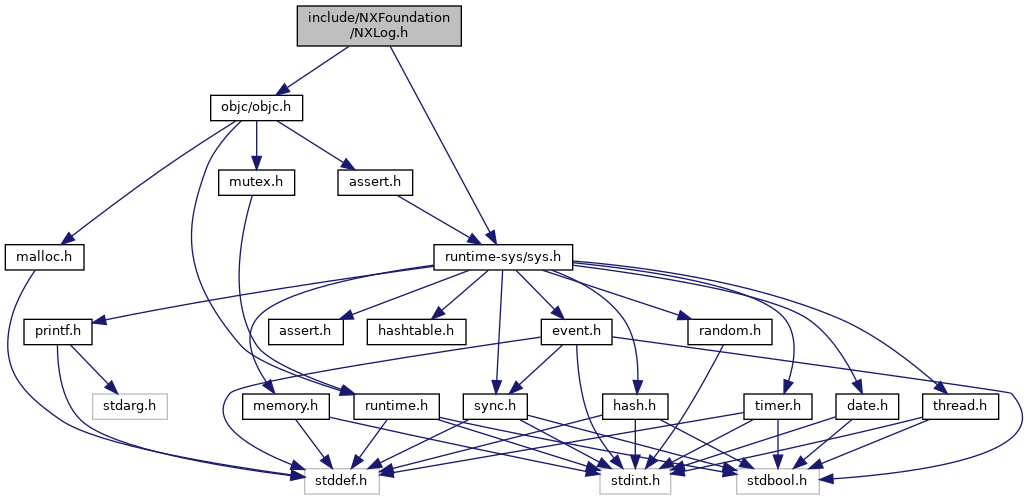 include/NXFoundation
/NXLog.h
objc/objc.h
mutex.h
assert.h
malloc.h
runtime-sys/sys.h
printf.h
assert.h
hashtable.h
event.h
random.h
stdarg.h
memory.h
runtime.h
sync.h
hash.h
timer.h
date.h
thread.h
stddef.h
stdint.h
stdbool.h